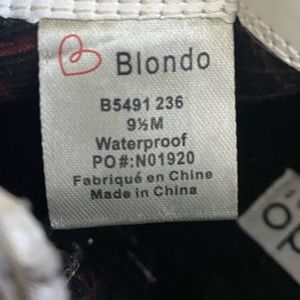 Blondo
B5491 236
9½M
Waterproof
PO#:N01920
Fabriqué en Chine
Made in China